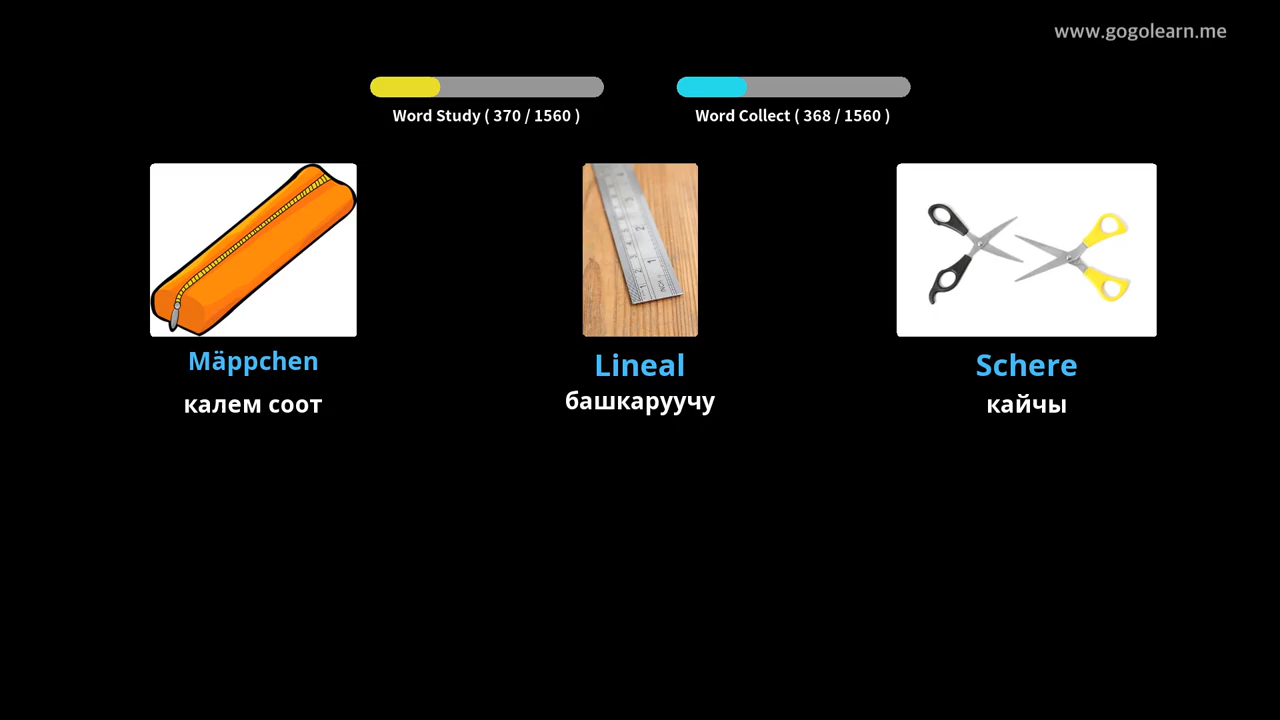 www.gogolearn.me
Word Study ( 370 / 1560 )
Word Collect ( 368 / 1560 )
Mäppchen
Lineal
Schere
калем соот
башкаруучу
кайчы